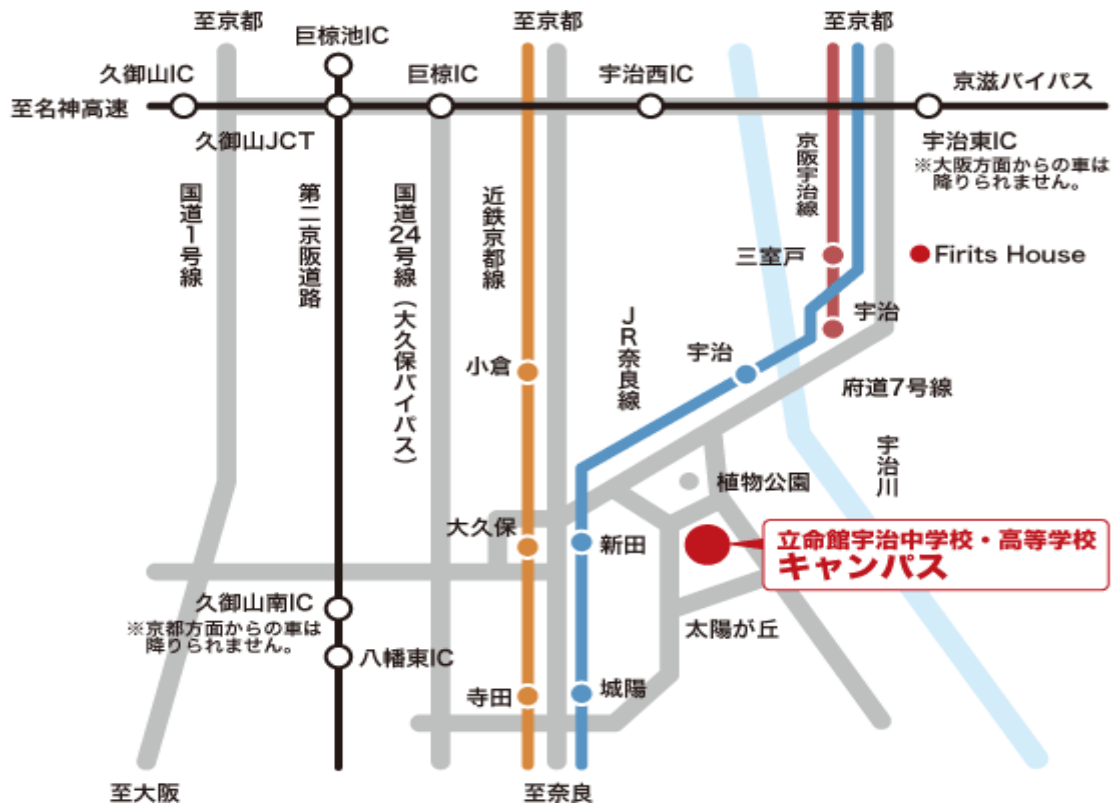 至京都
至京都
至京都
巨椋池IC
久御山IC
巨椋IC
宇治西IC
京滋バイパス
至名神高速
久御山JCT
宇治東IC
※大阪方面からの車は
降りられません。
国道1号線
第二京阪道路
国道24号線（大久保バイパス）
近鉄京都線
京阪宇治線
三室戸
Firits House
JR奈良線
宇治
宇治
小倉
府道7号線
宇治川
植物公園
大久保
新田
立命館宇治中学校・高等学校
キャンパス
久御山南IC
※京都方面からの車は
降りられません。
太陽が丘
八幡東IC
寺田
城陽
至大阪
至奈良